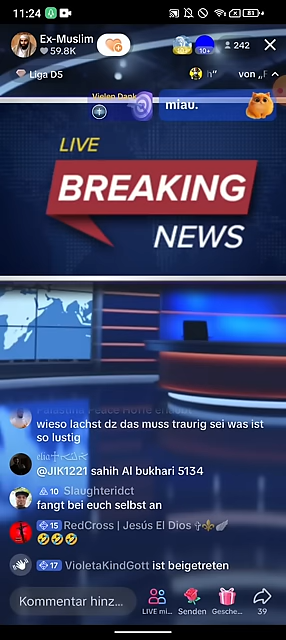 11:24
81
Ex-Muslim
59.8K
10+
242
Liga D5
von
Vielen Dank
miau.
LIVE
BREAKING
NEWS
wieso lachst dz das muss traurig sei was ist
so lustig
@JIK1221 sahih Al bukhari 5134
10 Slaughteridct
fangt bei euch selbst an
15 RedCross | Jesús El Dios ✞⚜🪽
🤣🤣🤣
17 VioletaKindGott ist beigetreten
Kommentar hinz...
LIVE mi...
Senden
Gesche...
39